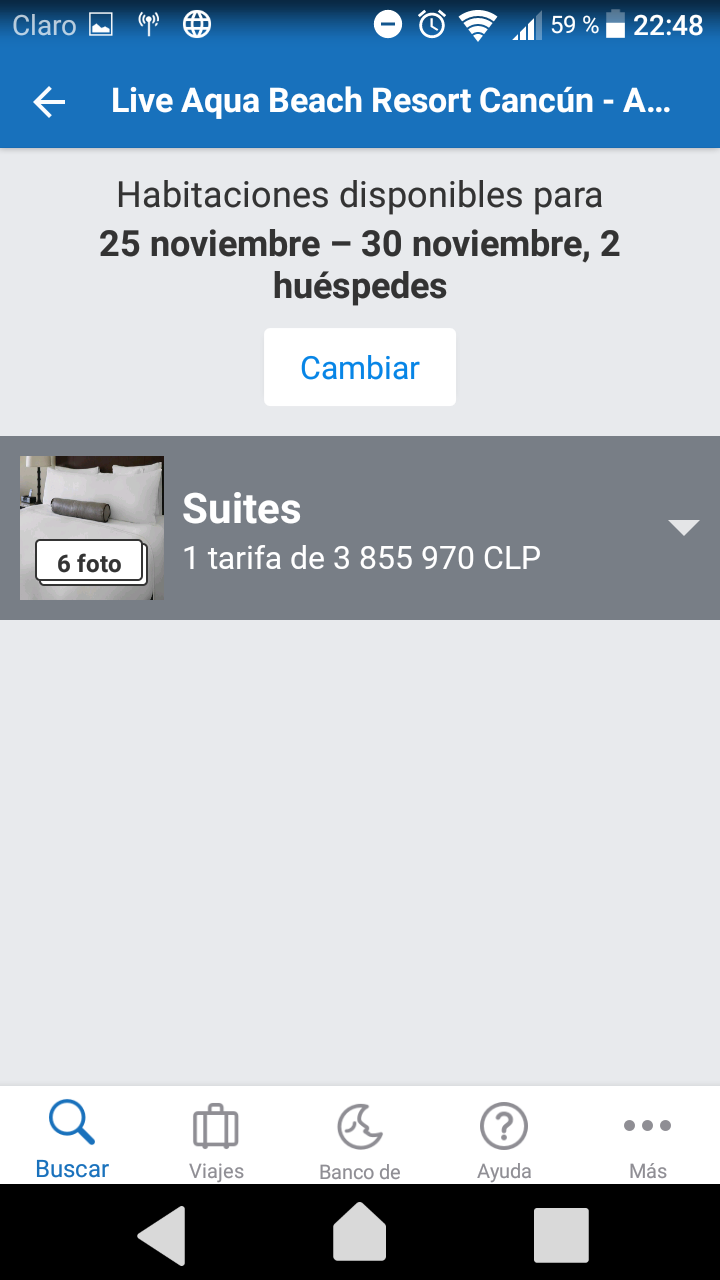 Claro 59 % 22:48
Live Aqua Beach Resort Cancún - A...
Habitaciones disponibles para
25 noviembre – 30 noviembre, 2
huéspedes
Cambiar
Suites
1 tarifa de 3 855 970 CLP
6 foto
Buscar Viajes Banco de Ayuda Más